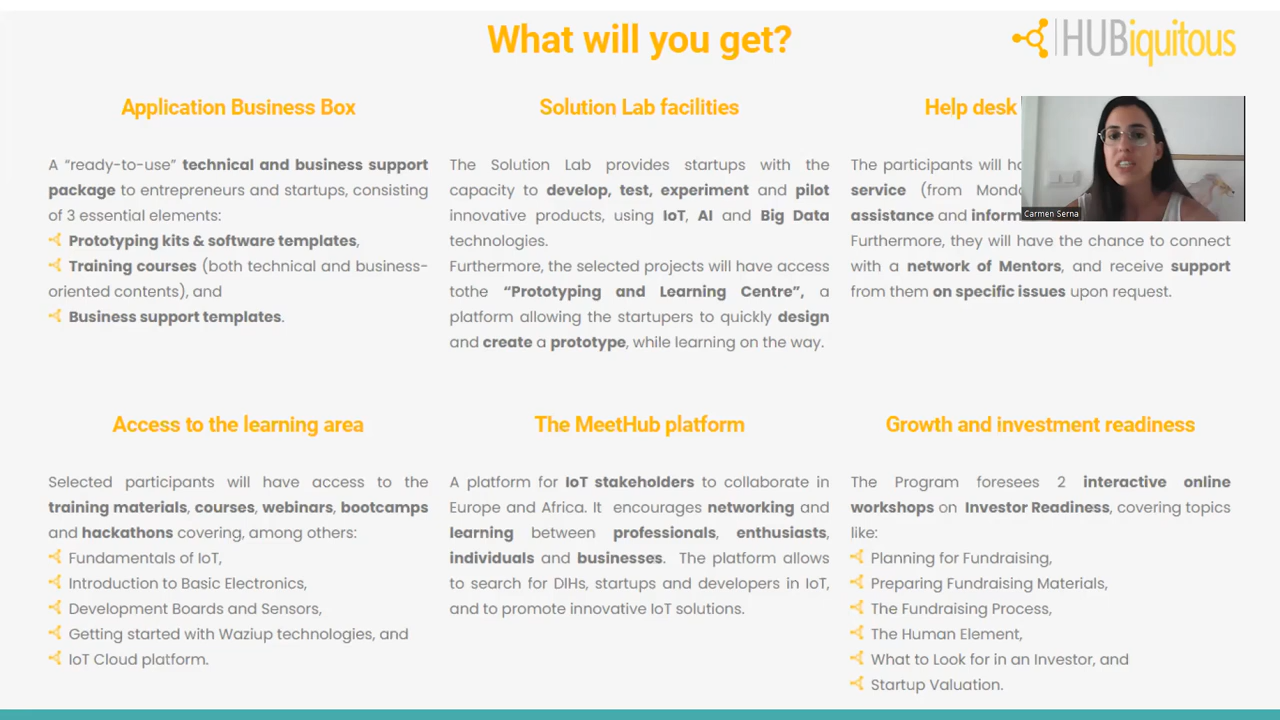 What will you get?
HUBiquitous
Application Business Box
A “ready-to-use” technical and business support
package to entrepreneurs and startups, consisting
of 3 essential elements:
Prototyping kits & software templates,
Training courses (both technical and business-
oriented contents), and
Business support templates.
Solution Lab facilities
The Solution Lab provides startups with the
capacity to develop, test, experiment and pilot
innovative products, using IoT, AI and Big Data
technologies.
Furthermore, the selected projects will have access
tothe “Prototyping and Learning Centre”, a
platform allowing the startupers to quickly design
and create a prototype, while learning on the way.
Help desk
The participants will
service (from
assistance and
Furthermore, they will have the chance to connect
with a network of Mentors, and receive support
from them on specific issues upon request.
Carmen Serna
Access to the learning area
Selected participants will have access to the
training materials, courses, webinars, bootcamps
and hackathons covering, among others:
Fundamentals of IoT,
Introduction to Basic Electronics,
Development Boards and Sensors,
Getting started with Waziup technologies, and
IoT Cloud platform.
The MeetHub platform
A platform for IoT stakeholders to collaborate in
Europe and Africa. It encourages networking and
learning between professionals, enthusiasts,
individuals and businesses. The platform allows
to search for DIHs, startups and developers in IoT,
and to promote innovative IoT solutions.
Growth and investment readiness
The Program foresees 2 interactive online
workshops on Investor Readiness, covering topics
like:
Planning for Fundraising,
Preparing Fundraising Materials,
The Fundraising Process,
The Human Element,
What to Look for in an Investor, and
Startup Valuation.